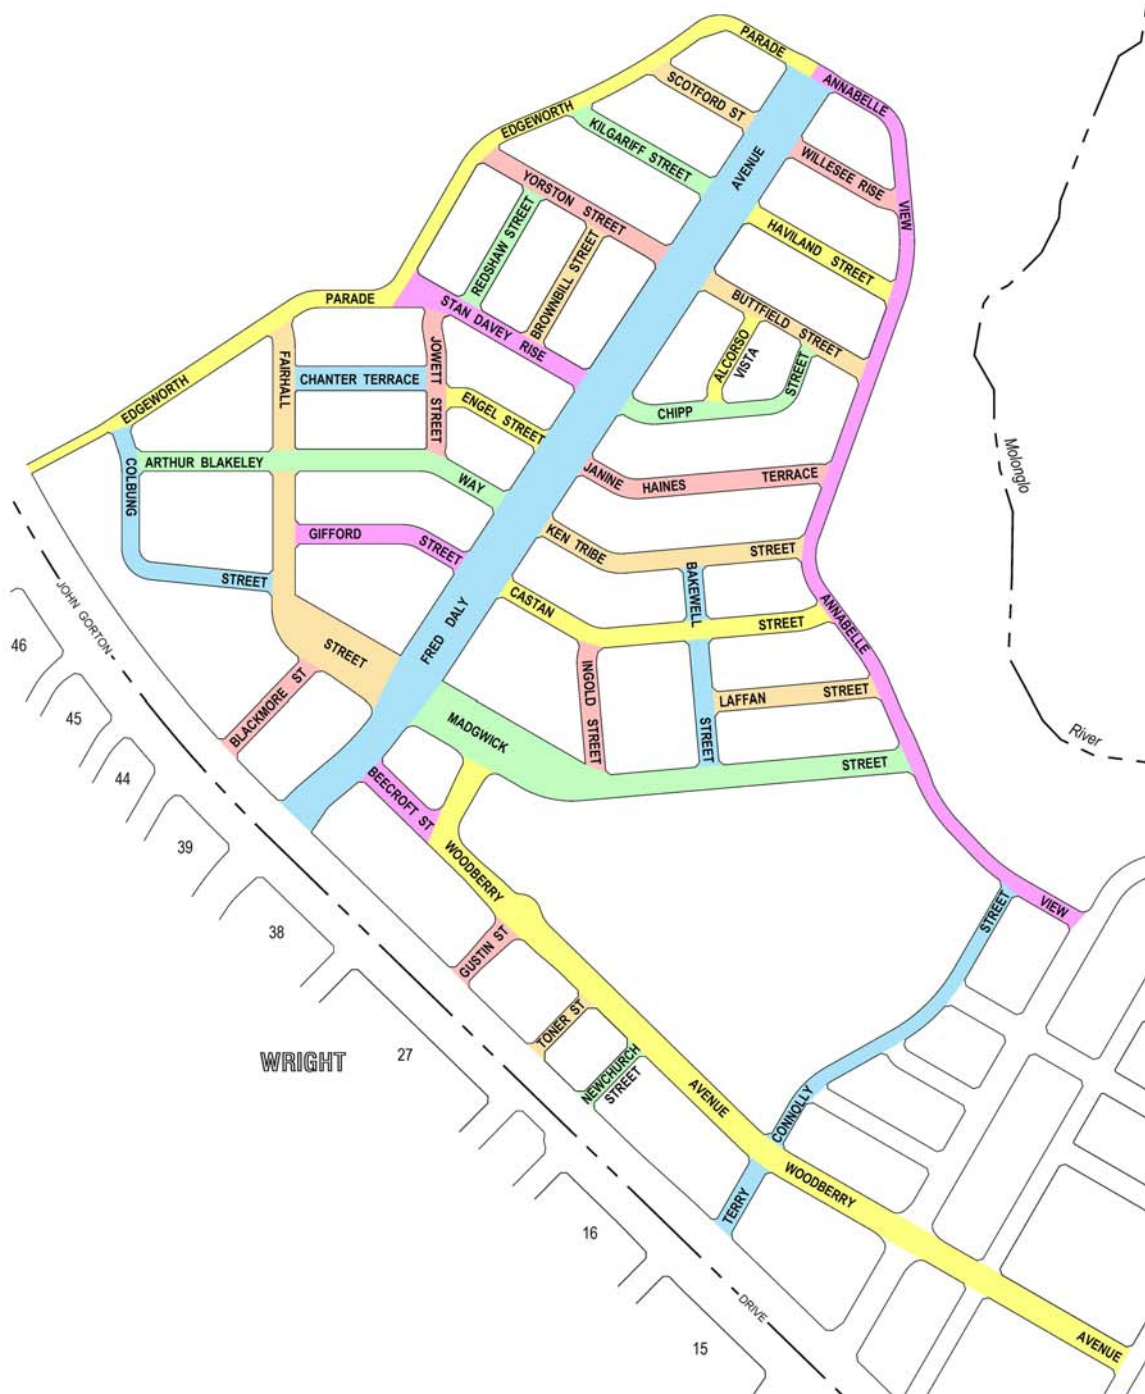 PARADE
ANNABELLE
SCOTFORD ST
EDGEWORTH
KILGARIFF STREET
AVENUE
WILLESEE RISE
VIEW
YORSTON STREET
REDSHAW STREET
BROWNBILL STREET
HAVILAND STREET
BUTTFIELD STREET
PARADE
STAN DAVEY RISE
ALCORSO
VISTA
STREET
CHIPP
FAIRHALL
JOWETT STREET
CHANTER TERRACE
ENGEL STREET
EDGEWORTH
COLBUNG
ARTHUR BLAKELEY
WAY
JANINE HAINES TERRACE
Molonglo
GIFFORD STREET
KEN TRIBE STREET
STREET
BAKEWELL
CASTAN STREET
ANNABELLE
JOHN GORTON
FRED DALY
STREET
INGOLD STREET
LAFFAN STREET
STREET
BLACKMORE ST
MADGWICK
STREET
River
46
45
44
39
38
BEECROFT ST
WOODBERRY
STREET
VIEW
GUSTIN ST
TONER ST
NEWCHURCH
STREET
WRIGHT
27
AVENUE
CONNOLLY
TERRY
WOODBERRY
16
DRIVE
15
AVENUE